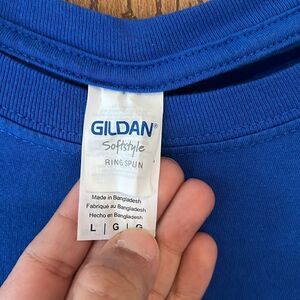 GILDAN®
Softstyle
RINGSPUN
Made in Bangladesh
Fabriqué au Bangladesh
Hecho en Bangladesh
L | G | G